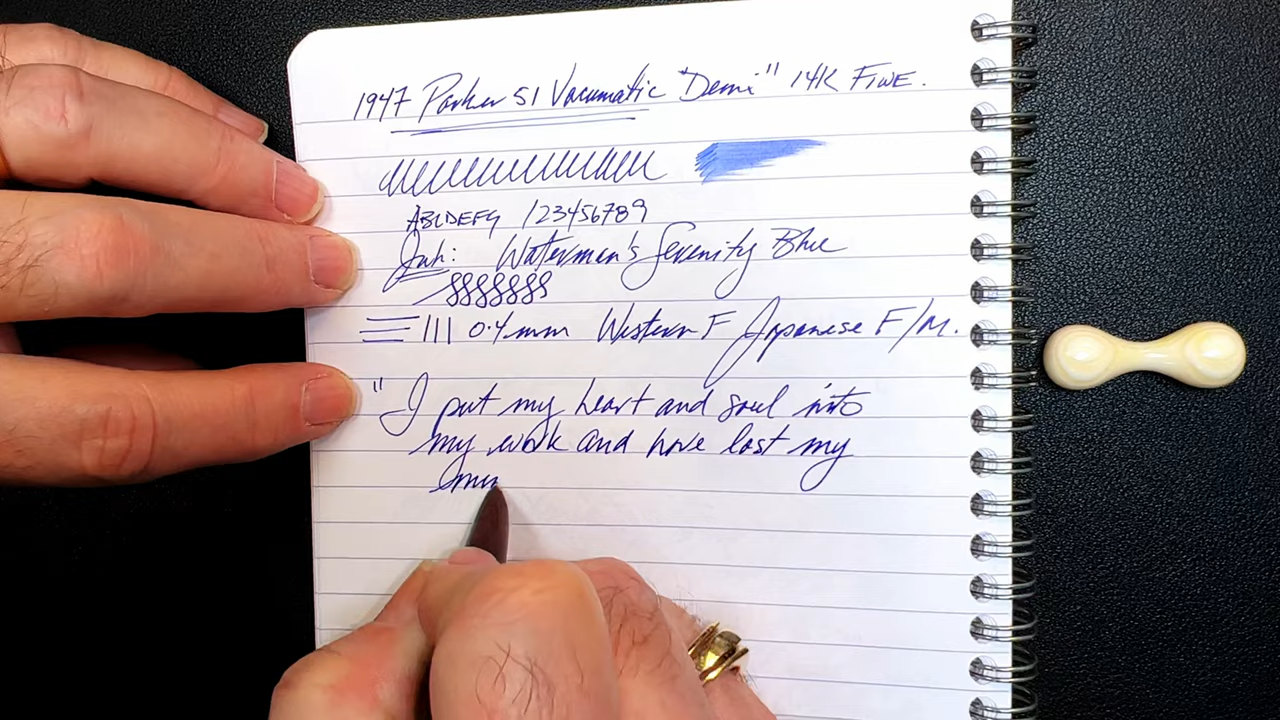 1947 Parker 51 Vacumatic "Demi" 14K FINE.
ABCDEFG 123456789
Ink: Waterman's Serenity Blue
0.4mm Western F Japanese F/M.
"I put my heart and soul into
my work and have lost my